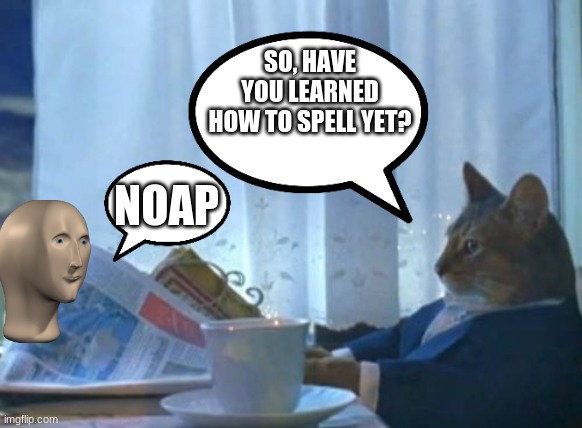 SO, HAVE
YOU LEARNED
HOW TO SPELL YET?
NOAP
imgflip.com